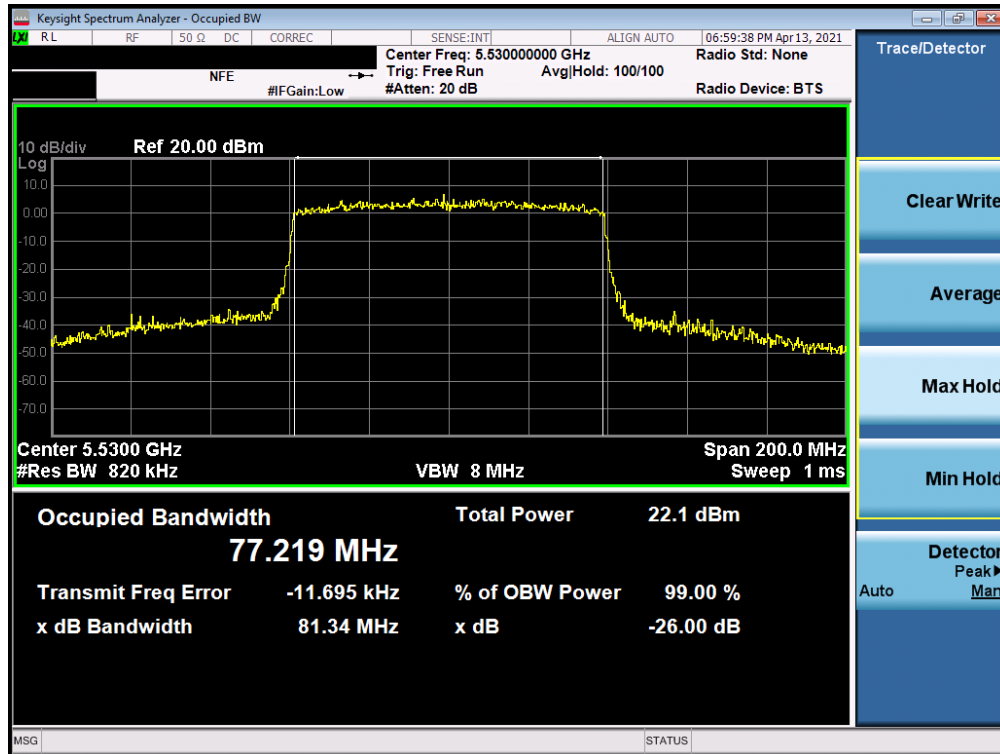 Keysight Spectrum Analyzer - Occupied BW
LXI RL RF 50 Ω DC CORREC SENSE:INT ALIGN AUTO 06:59:38 PM Apr 13, 2021
NFE
#IFGain:Low
Center Freq: 5.530000000 GHz
Trig: Free Run Avg|Hold: 100/100
#Atten: 20 dB
Radio Std: None
Radio Device: BTS
10 dB/div Ref 20.00 dBm
Log
10.0
0.00
-10.0
-20.0
-30.0
-40.0
-50.0
-60.0
-70.0
Center 5.5300 GHz Span 200.0 MHz
#Res BW 820 kHz VBW 8 MHz Sweep 1 ms
Occupied Bandwidth Total Power 22.1 dBm
77.219 MHz
Transmit Freq Error -11.695 kHz % of OBW Power 99.00 %
x dB Bandwidth 81.34 MHz x dB -26.00 dB
MSG STATUS
Trace/Detector
Clear Write
Average
Max Hold
Min Hold
Detector
Peak
Auto Man